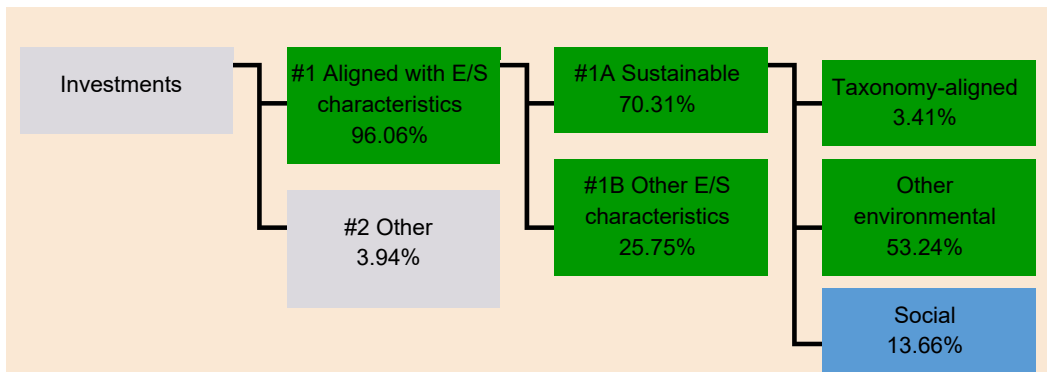 Investments
#1 Aligned with E/S
characteristics
96.06%
#2 Other
3.94%
#1A Sustainable
70.31%
#1B Other E/S
characteristics
25.75%
Taxonomy-aligned
3.41%
Other
environmental
53.24%
Social
13.66%